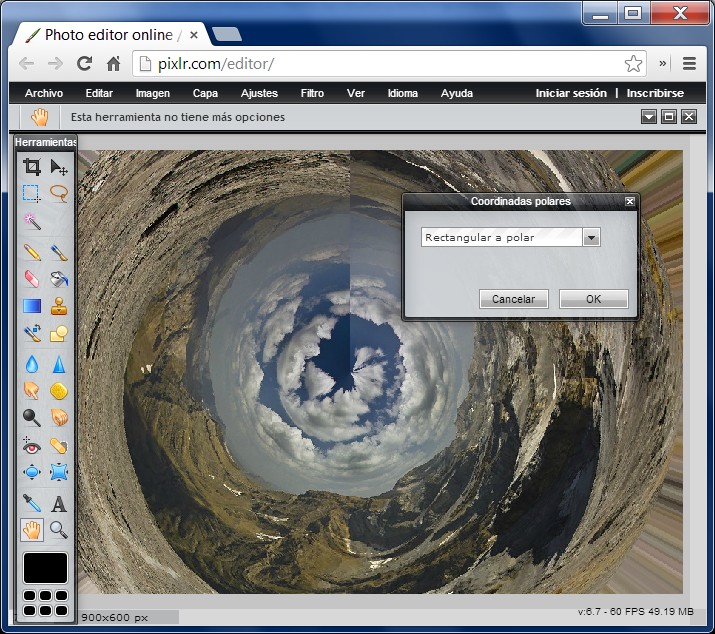 Photo editor online /
pixlr.com/editor/
Archivo Editar Imagen Capa Ajustes Filtro Ver Idioma Ayuda Iniciar sesión | Inscribirse
Esta herramienta no tiene más opciones
Herramientas
Coordinadas polares
Rectangular a polar
Cancelar OK
900x600 px
v:6.7 - 60 FPS 49.19 MB